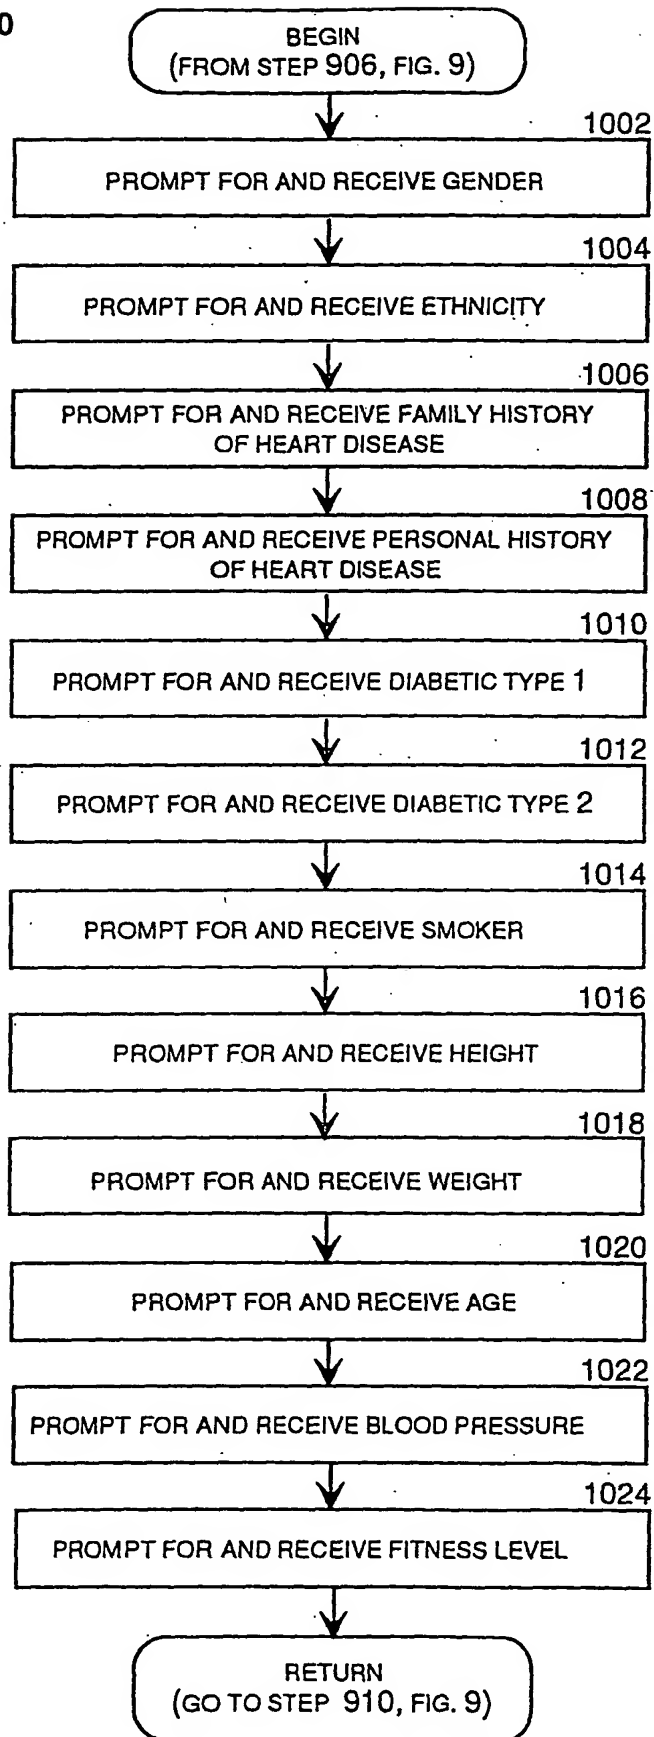 0
BEGIN
(FROM STEP 906, FIG. 9)
1002
PROMPT FOR AND RECEIVE GENDER
1004
PROMPT FOR AND RECEIVE ETHNICITY
1006
PROMPT FOR AND RECEIVE FAMILY HISTORY
OF HEART DISEASE
1008
PROMPT FOR AND RECEIVE PERSONAL HISTORY
OF HEART DISEASE
1010
PROMPT FOR AND RECEIVE DIABETIC TYPE 1
1012
PROMPT FOR AND RECEIVE DIABETIC TYPE 2
1014
PROMPT FOR AND RECEIVE SMOKER
1016
PROMPT FOR AND RECEIVE HEIGHT
1018
PROMPT FOR AND RECEIVE WEIGHT
1020
PROMPT FOR AND RECEIVE AGE
1022
PROMPT FOR AND RECEIVE BLOOD PRESSURE
1024
PROMPT FOR AND RECEIVE FITNESS LEVEL
RETURN
(GO TO STEP 910, FIG. 9)